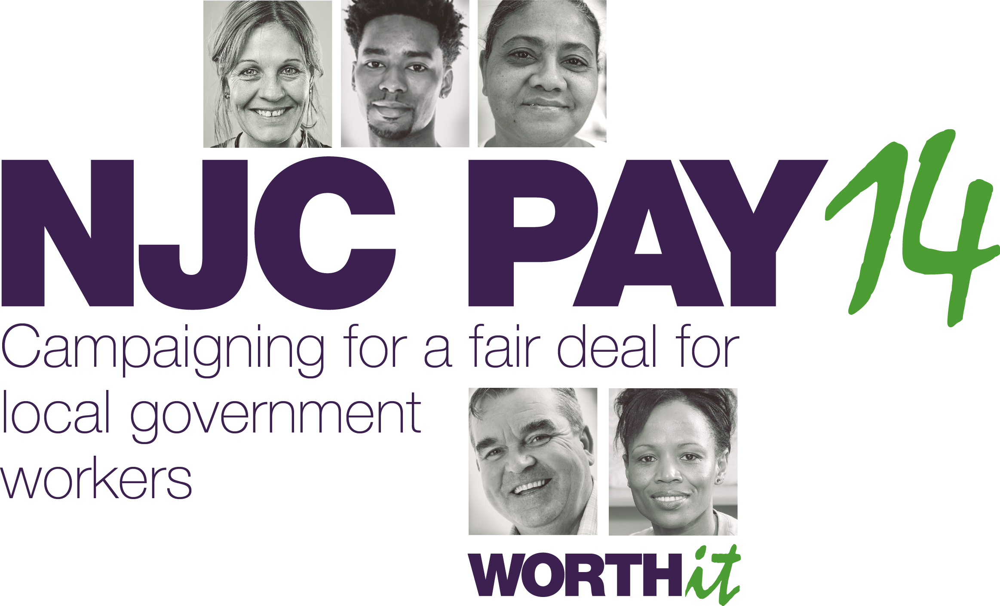 NJC PAY14
Campaigning for a fair deal for
local government
workers
WORTHit